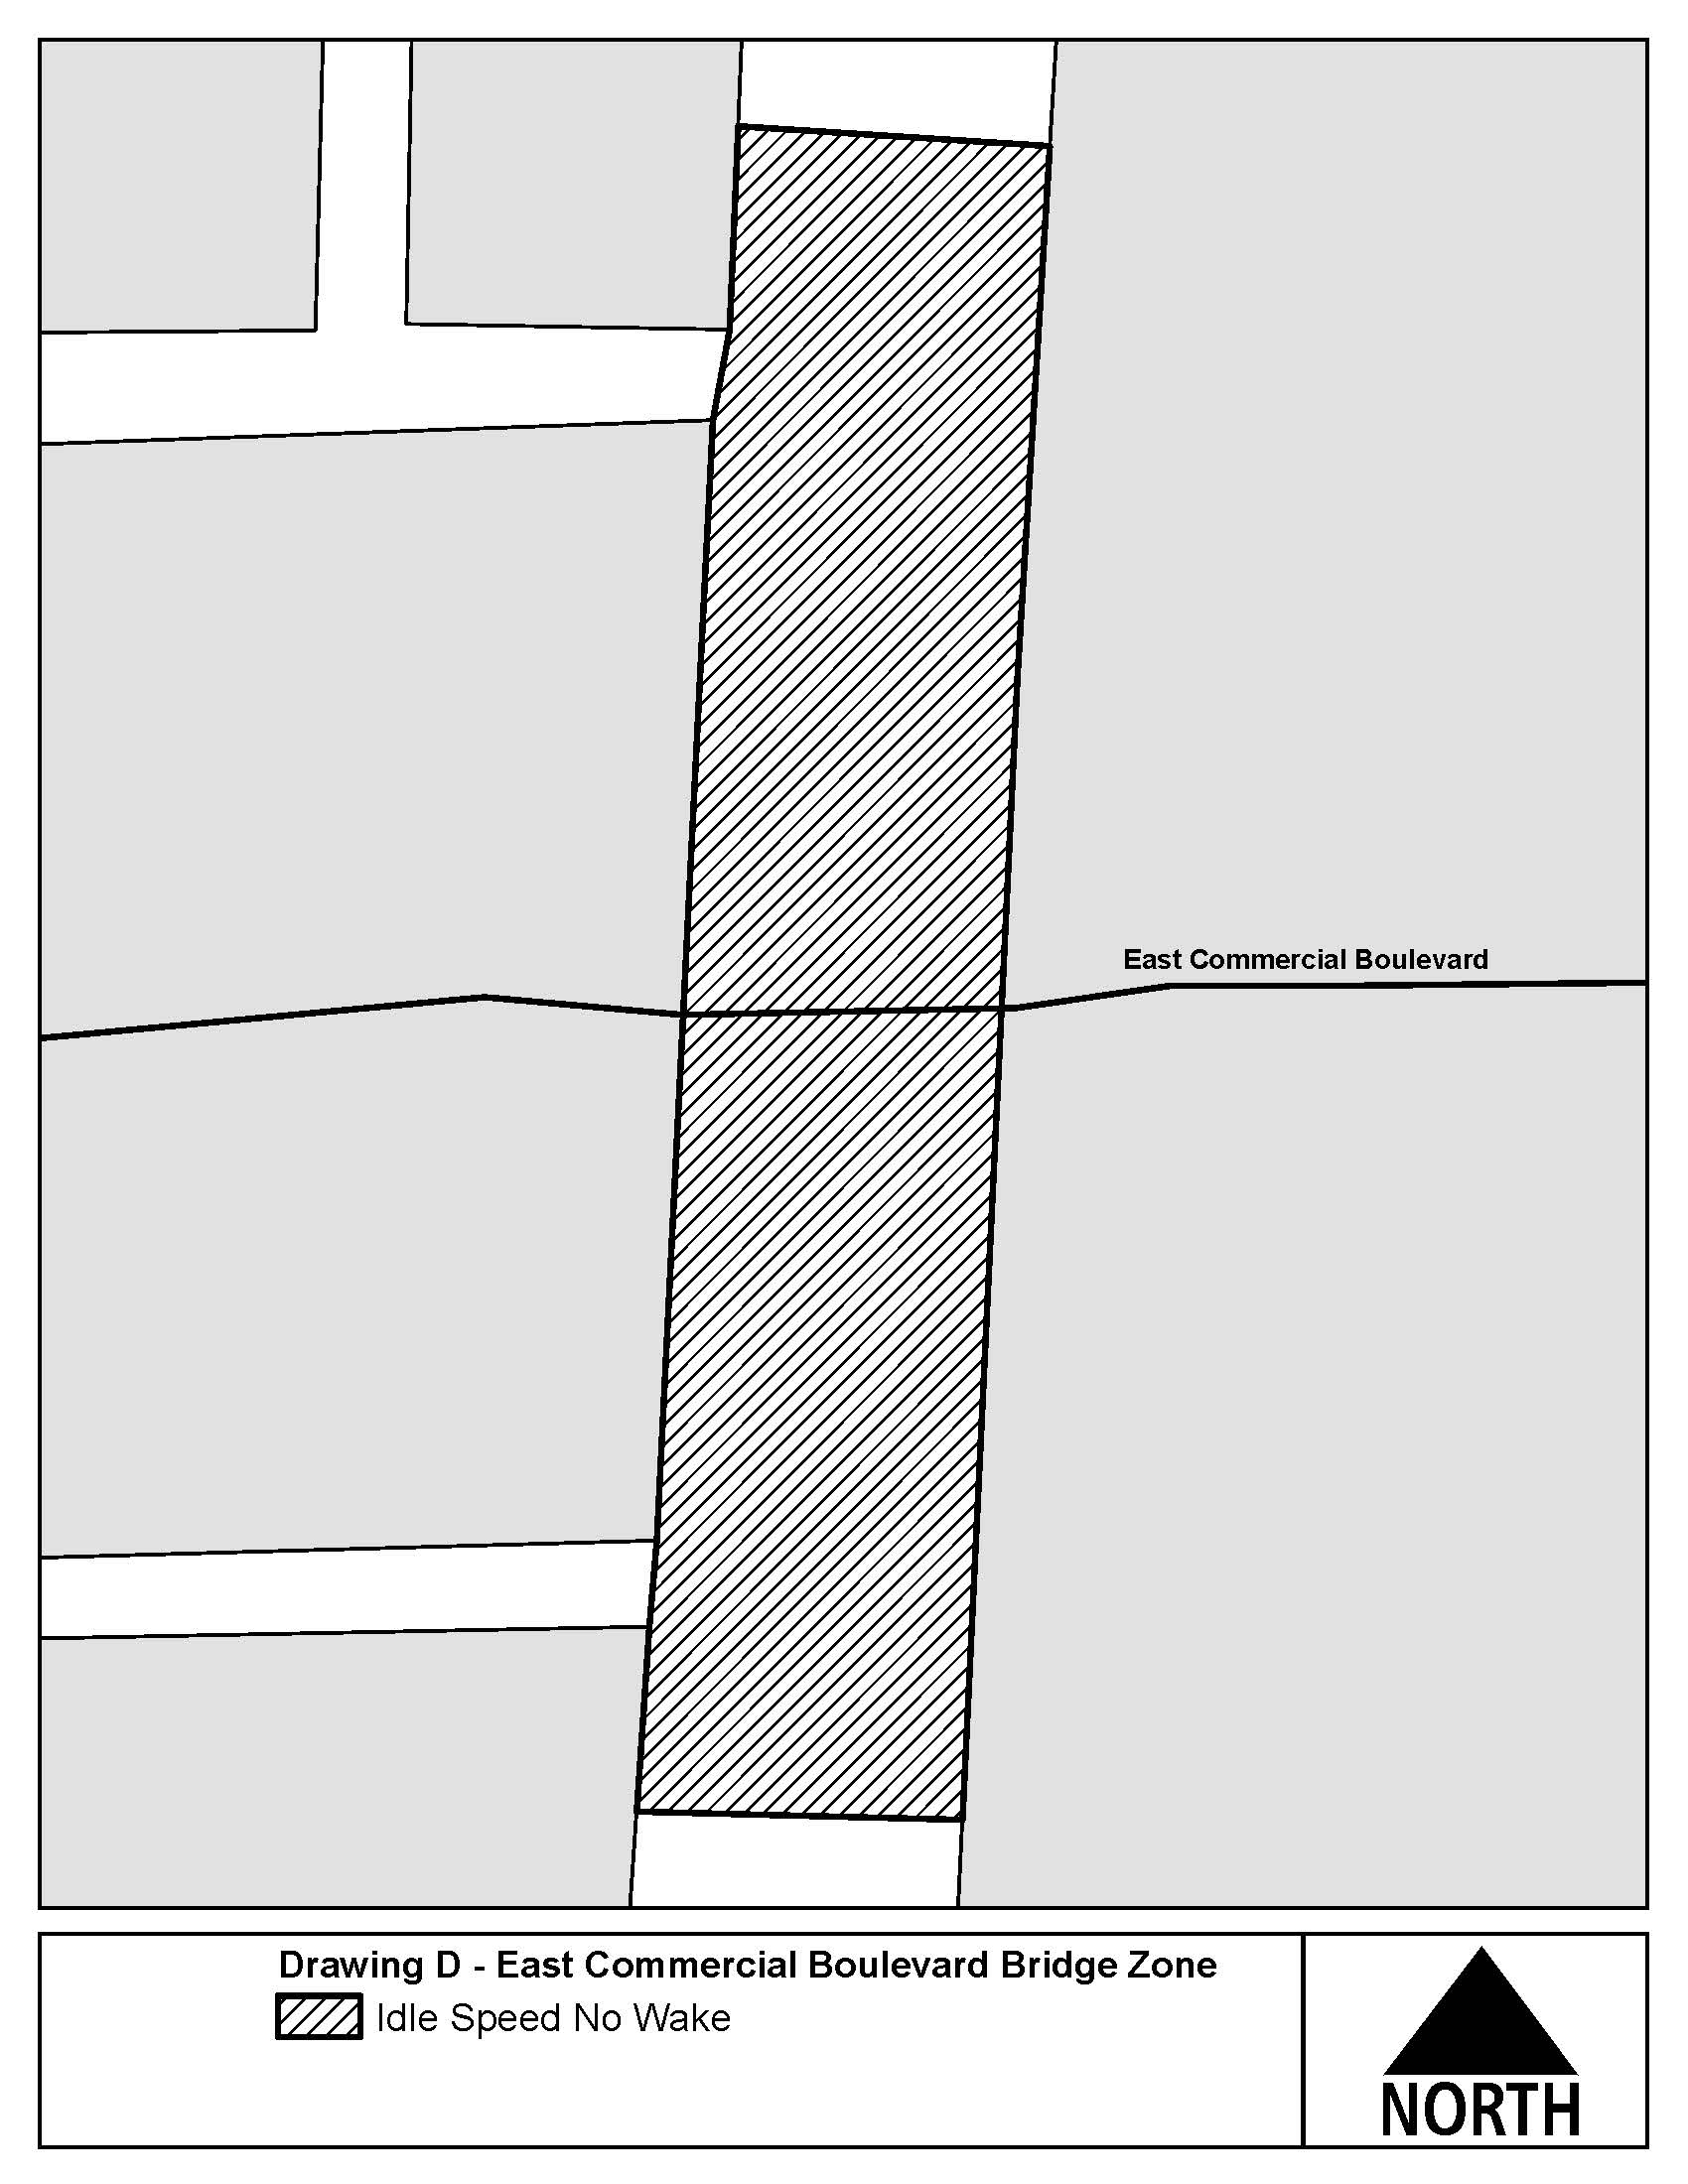 East Commercial Boulevard
Drawing D - East Commercial Boulevard Bridge Zone
Idle Speed No Wake
NORTH